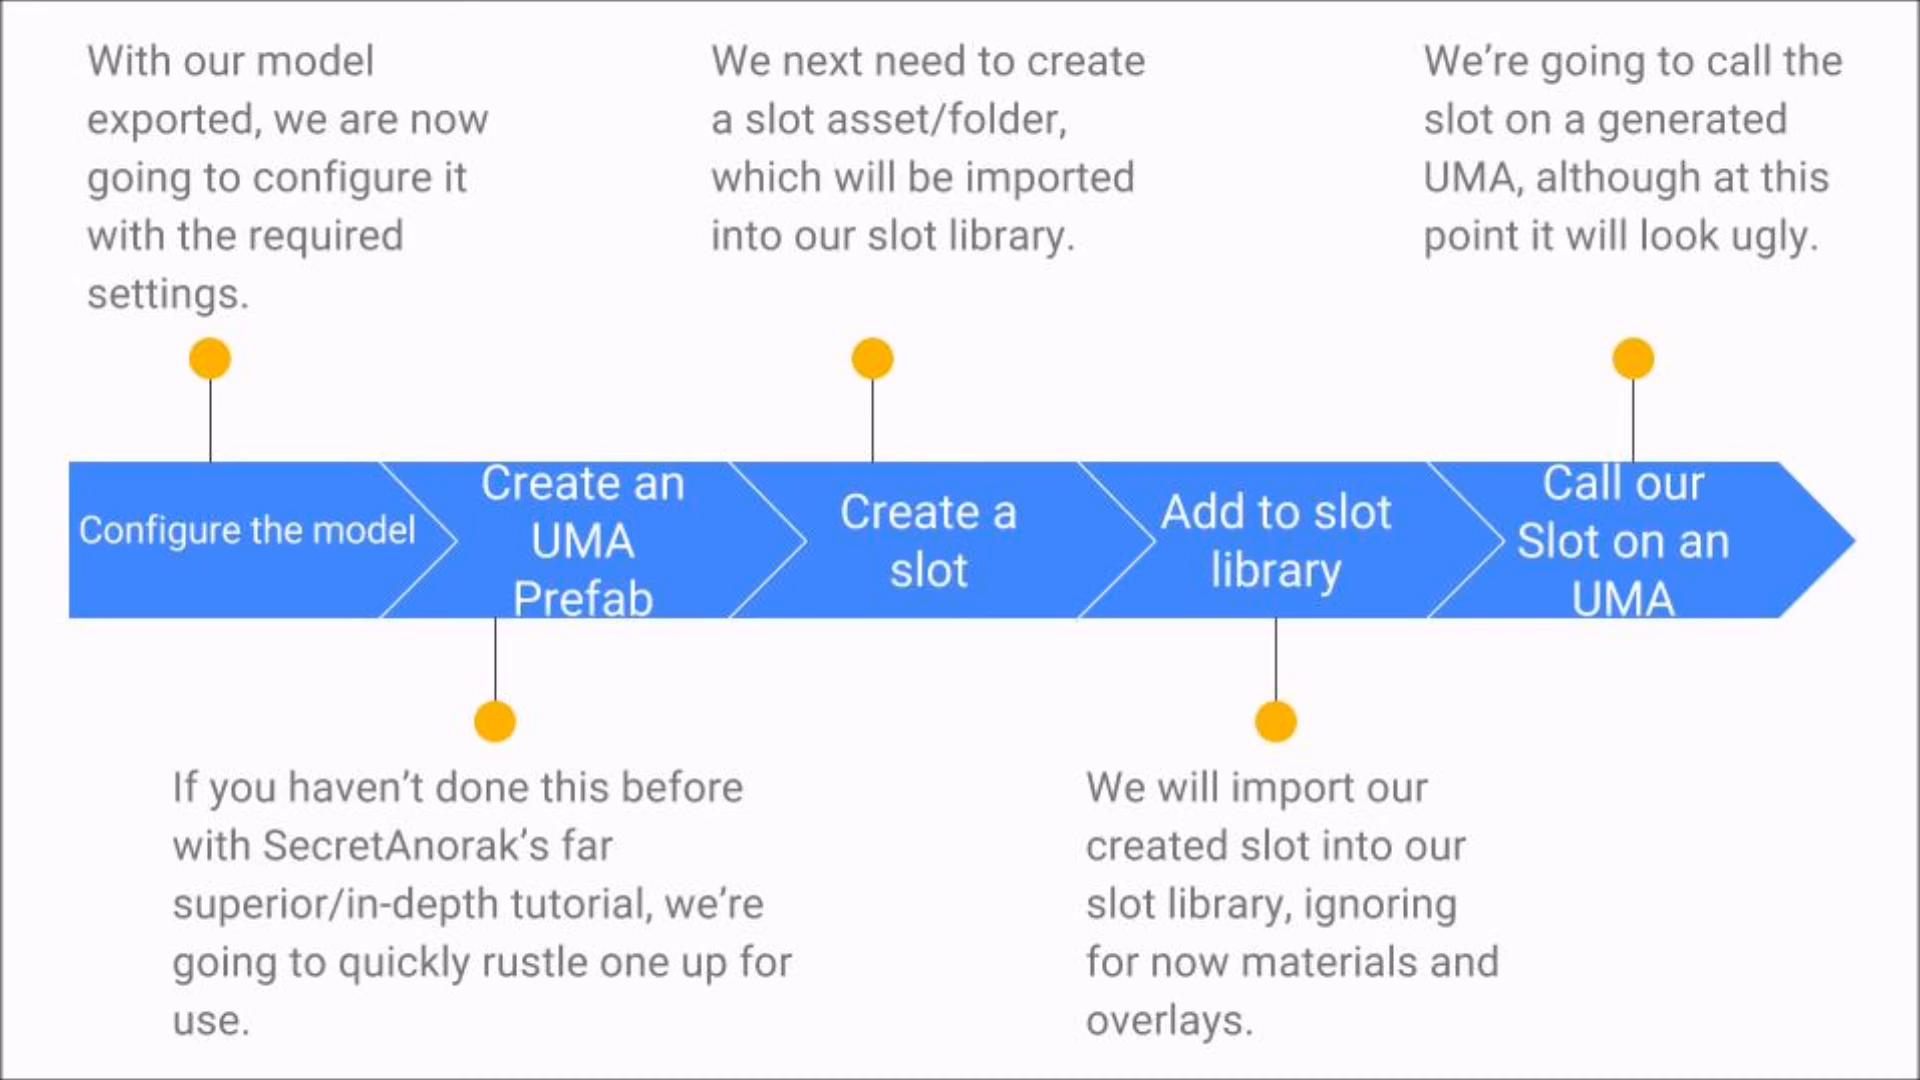 With our model
exported, we are now
going to configure it
with the required
settings.
We next need to create
a slot asset/folder,
which will be imported
into our slot library.
We’re going to call the
slot on a generated
UMA, although at this
point it will look ugly.
Configure the model
Create an
UMA
Prefab
Create a
slot
Add to slot
library
Call our
Slot on an
UMA
If you haven’t done this before
with SecretAnorak’s far
superior/in-depth tutorial, we’re
going to quickly rustle one up for
use.
We will import our
created slot into our
slot library, ignoring
for now materials and
overlays.